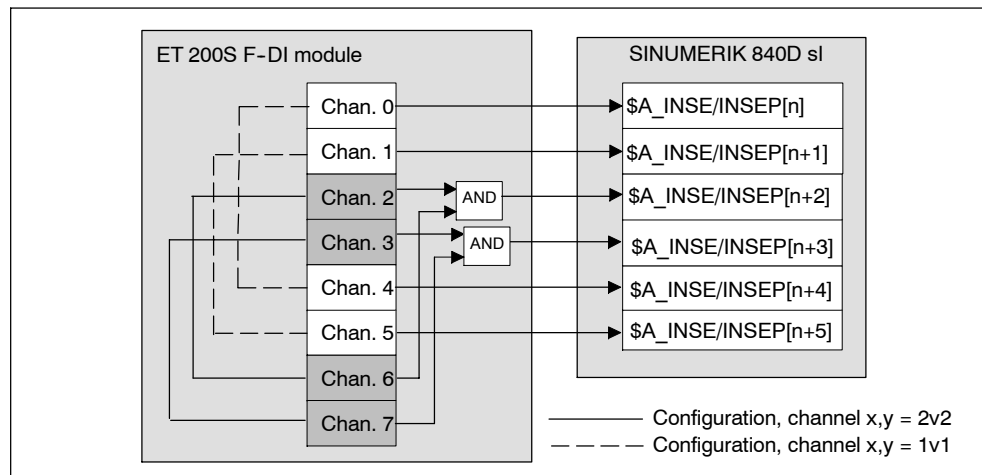 ET 200S F-DI module
SINUMERIK 840D sl
Chan. 0
$A_INSE/INSEP[n]
Chan. 1
$A_INSE/INSEP[n+1]
Chan. 2
AND
$A_INSE/INSEP[n+2]
Chan. 3
AND
$A_INSE/INSEP[n+3]
Chan. 4
$A_INSE/INSEP[n+4]
Chan. 5
$A_INSE/INSEP[n+5]
Chan. 6
Chan. 7
Configuration, channel x,y = 2v2
Configuration, channel x,y = 1v1